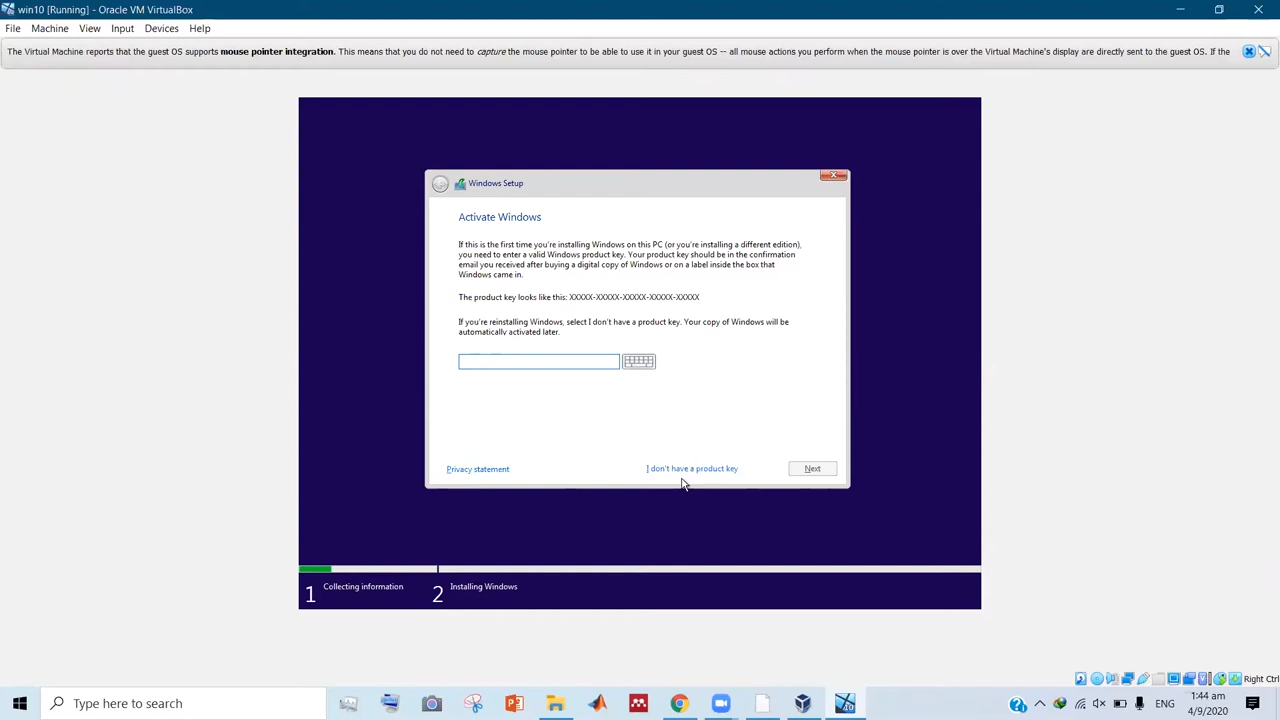 win10 [Running] - Oracle VM VirtualBox
File Machine View Input Devices Help
The Virtual Machine reports that the guest OS supports mouse pointer integration. This means that you do not need to capture the mouse pointer to be able to use it in your guest OS -- all mouse actions you perform when the mouse pointer is over the Virtual Machine's display are directly sent to the guest OS. If the
Windows Setup
Activate Windows
If this is the first time you're installing Windows on this PC (or you're installing a different edition),
you need to enter a valid Windows product key. Your product key should be in the confirmation
email you received after buying a digital copy of Windows or on a label inside the box that
Windows came in.
The product key looks like this: XXXXX-XXXXX-XXXXX-XXXXX-XXXXX
If you're reinstalling Windows, select I don't have a product key. Your copy of Windows will be
automatically activated later.
Privacy statement
I don't have a product key
Next
1 Collecting information
2 Installing Windows
Right Ctrl
Type here to search
ENG
1:44 am
4/9/2020